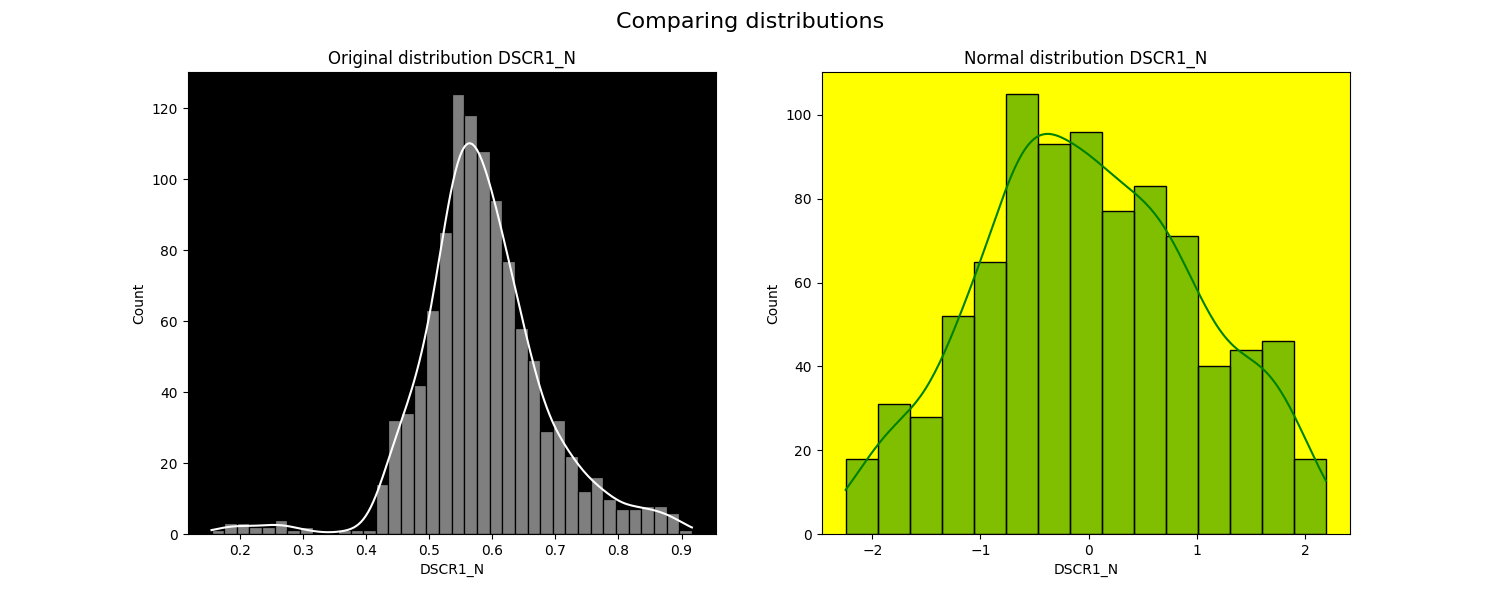 Comparing distributions
Original distribution DSCR1_N
120
100
80
60
40
20
0
Count
0.2 0.3 0.4 0.5 0.6 0.7 0.8 0.9
DSCR1_N
Normal distribution DSCR1_N
100
80
60
40
20
0
Count
−2 −1 0 1 2
DSCR1_N